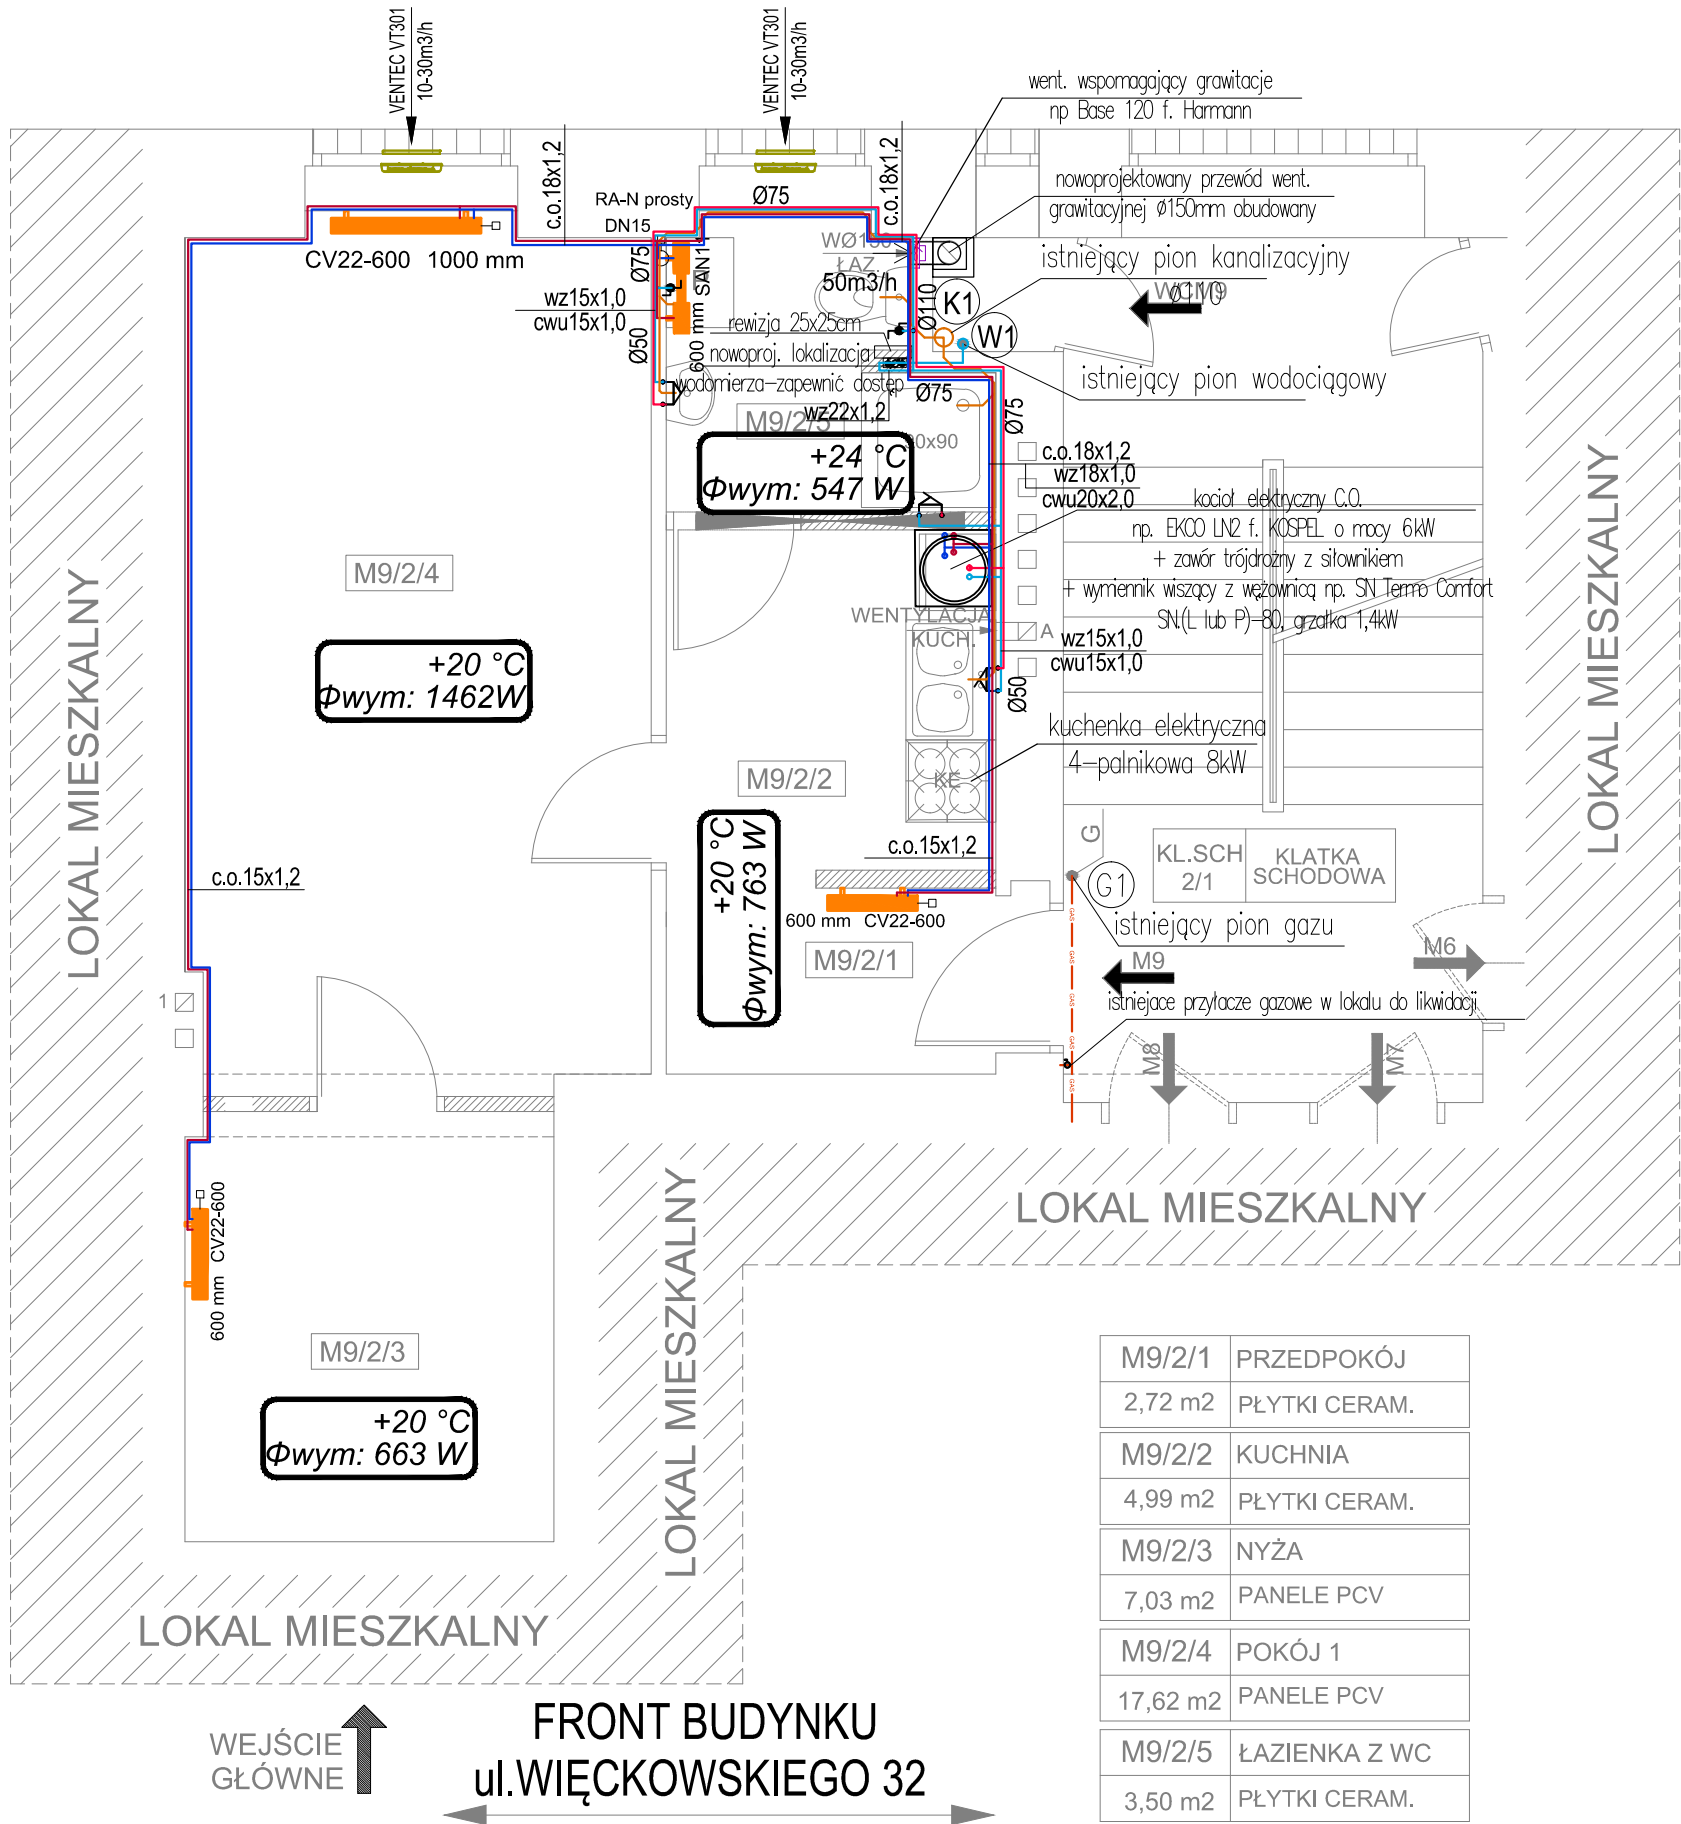 VENTEC VT301
10-30m3/h
VENTEC VT301
10-30m3/h
went. wspomagający grawitacje
np Base 120 f. Harmann
c.o.18x1,2
c.o.18x1,2
RA-N prosty
DN15
Ø75
nowoprojektowany przewód went.
grawitacyjnej Ø150mm obudowany
CV22-600 1000 mm
Ø75
600 mm SAN11
ŁAZ.
50m3/h
istniejący pion kanalizacyjny
Ø110
wz15x1,0
cwu15x1,0
Ø50
Ø110
K1
W1
rewizja 25x25cm
nowoproj. lokalizacja
wodomierza-zapewnić dostęp
wz22x1,2
Ø75
istniejący pion wodociągowy
Ø75
M9/2/5
+24 °C
Φwym: 547 W
c.o.18x1,2
wz18x1,0
cwu20x2,0
kocioł elektryczny C.O.
np. EKCO LN2 f. KOSPEL o mocy 6kW
+ zawór trójdrożny z siłownikiem
+ wymiennik wiszący z wężownicą np. SN Termo Comfort
SN.(L lub P)-80, grzałka 1,4kW
M9/2/4
+20 °C
Φwym: 1462W
WENTYLACJA
KUCH.
A
wz15x1,0
cwu15x1,0
Ø50
kuchenka elektryczna
4-palnikowa 8kW
KE
M9/2/2
+20 °C
Φwym: 763 W
c.o.15x1,2
c.o.15x1,2
600 mm CV22-600
M9/2/1
G
G1
KL.SCH
2/1
KLATKA
SCHODOWA
istniejący pion gazu
M9
M6
istniejace przyłacze gazowe w lokalu do likwidacji
M8
M7
1
LOKAL MIESZKALNY
LOKAL MIESZKALNY
LOKAL MIESZKALNY
LOKAL MIESZKALNY
600 mm CV22-600
M9/2/3
+20 °C
Φwym: 663 W
LOKAL MIESZKALNY
M9/2/1 PRZEDPOKÓJ
2,72 m2 PŁYTKI CERAM.
M9/2/2 KUCHNIA
4,99 m2 PŁYTKI CERAM.
M9/2/3 NYŻA
7,03 m2 PANELE PCV
M9/2/4 POKÓJ 1
17,62 m2 PANELE PCV
M9/2/5 ŁAZIENKA Z WC
3,50 m2 PŁYTKI CERAM.
WEJŚCIE
GŁÓWNE
FRONT BUDYNKU
ul.WIĘCKOWSKIEGO 32